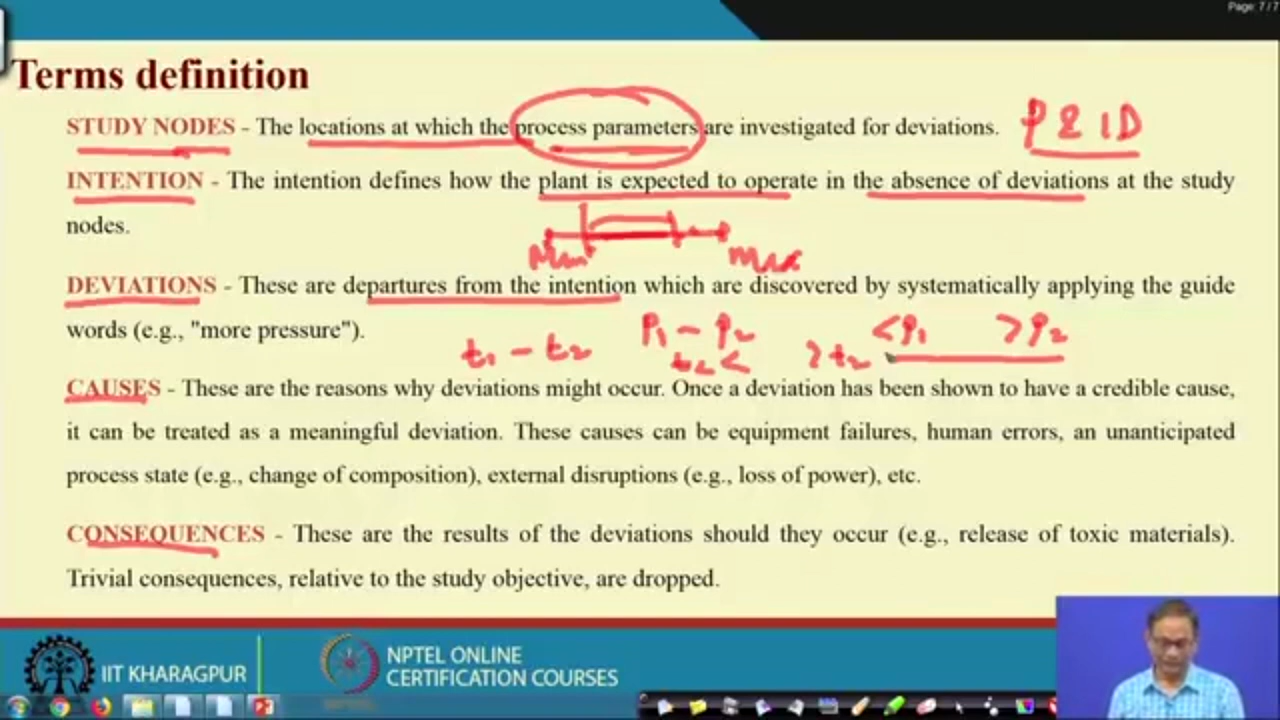 Page: 7 / 7
Terms definition
STUDY NODES - The locations at which the process parameters are investigated for deviations. P & I D
INTENTION - The intention defines how the plant is expected to operate in the absence of deviations at the study
nodes.
Min Max
DEVIATIONS - These are departures from the intention which are discovered by systematically applying the guide
words (e.g., "more pressure").
P₁ - P₂ <P₁ >P₂
t₁ - t₂ t₂ < >t₂
CAUSES - These are the reasons why deviations might occur. Once a deviation has been shown to have a credible cause,
it can be treated as a meaningful deviation. These causes can be equipment failures, human errors, an unanticipated
process state (e.g., change of composition), external disruptions (e.g., loss of power), etc.
CONSEQUENCES - These are the results of the deviations should they occur (e.g., release of toxic materials).
Trivial consequences, relative to the study objective, are dropped.
IIT KHARAGPUR
NPTEL ONLINE
CERTIFICATION COURSES